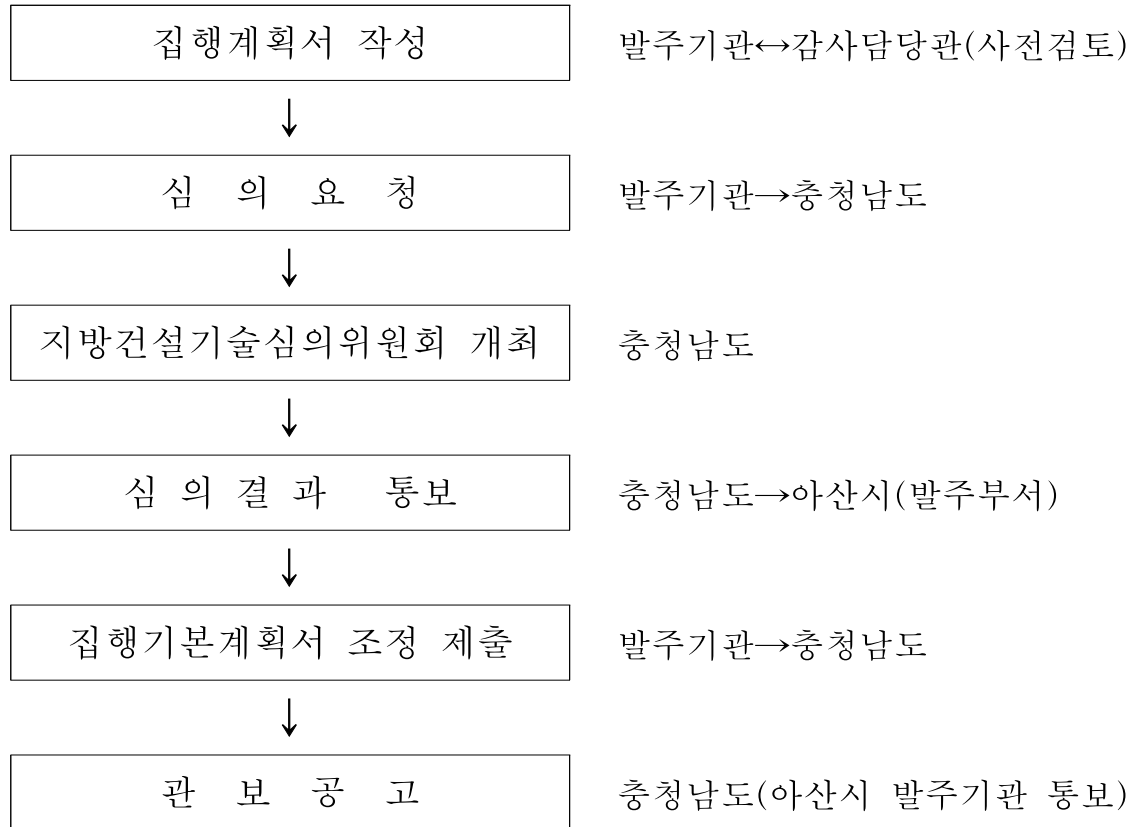 집행계획서 작성 발주기관↔감사담당관(사전검토)
↓
심 의 요 청 발주기관→충청남도
↓
지방건설기술심의위원회 개최 충청남도
↓
심 의 결 과 통보 충청남도→아산시(발주부서)
↓
집행기본계획서 조정 제출 발주기관→충청남도
↓
관 보 공 고 충청남도(아산시 발주기관 통보)